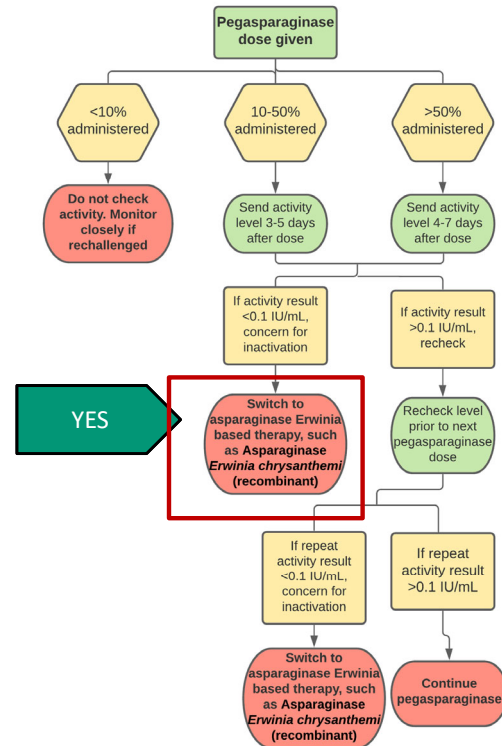 Pegasparaginase
dose given
<10%
administered
10-50%
administered
>50%
administered
Do not check
activity. Monitor
closely if
rechallenged
Send activity
level 3-5 days
after dose
Send activity
level 4-7 days
after dose
If activity result
<0.1 IU/mL,
concern for
inactivation
If activity result
>0.1 IU/mL,
recheck
YES
Switch to
asparaginase Erwinia
based therapy, such
as Asparaginase
Erwinia chrysanthemi
(recombinant)
Recheck level
prior to next
pegasparaginase
dose
If repeat
activity result
<0.1 IU/mL,
concern for
inactivation
If repeat
activity result
>0.1 IU/mL
Switch to
asparaginase Erwinia
based therapy, such
as Asparaginase
Erwinia chrysanthemi
(recombinant)
Continue
pegasparaginase